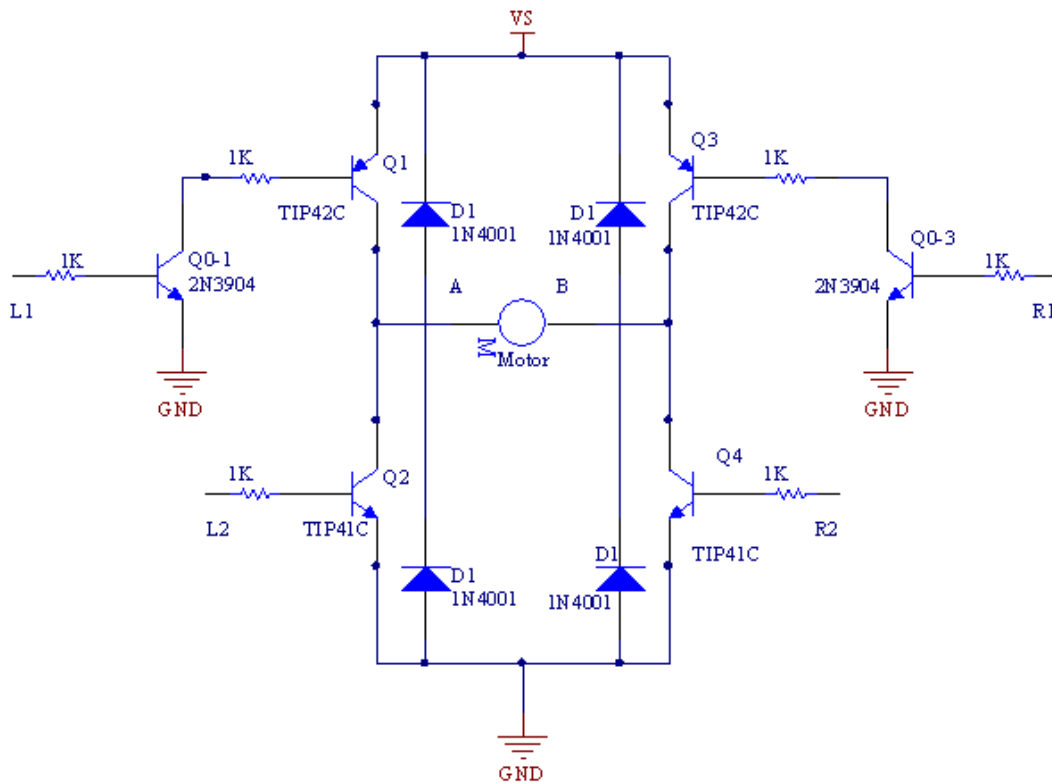 VS
Q3
1K
Q1
1K
TIP42C
D1
1N4001
D1
1N4001
TIP42C
1K
Q0-1
2N3904
Q0-3
2N3904
1K
L1
A
B
R1
M
Motor
GND
GND
1K
Q2
Q4
1K
L2
TIP41C
R2
D1
1N4001
D1
1N4001
TIP41C
GND